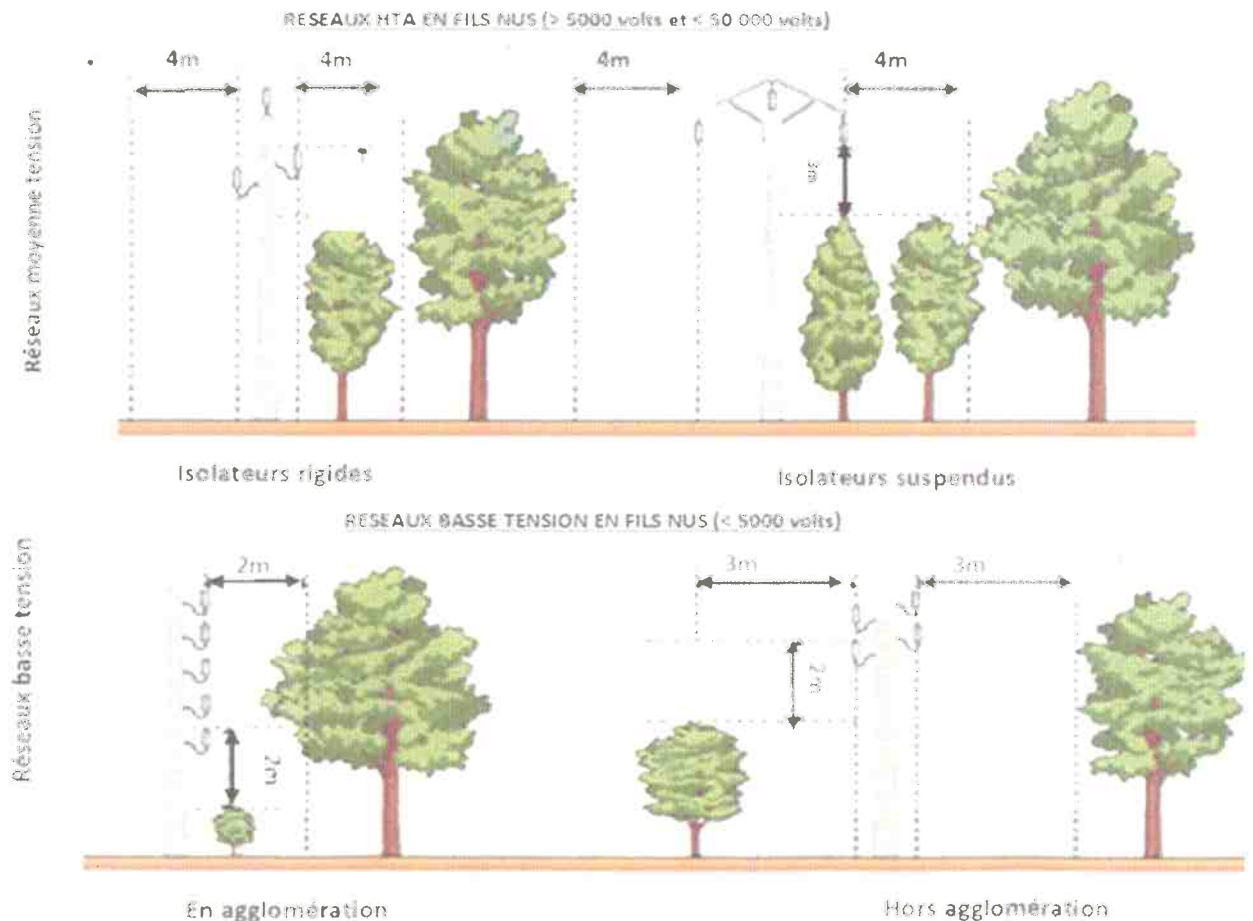 RESEAUX HTA EN FILS NUS (> 5000 volts et < 50 000 volts)
4m 4m 4m 4m
Réseaux moyenne tension
3m
Isolateurs rigides Isolateurs suspendus
RESEAUX BASSE TENSION EN FILS NUS (< 5000 volts)
Réseaux basse tension
2m 3m 3m
2m
2m
En agglomération Hors agglomération